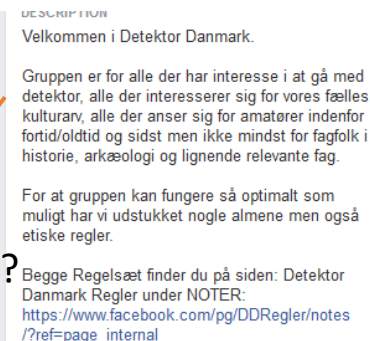 DESCRIPTION
Velkommen i Detektor Danmark.
Gruppen er for alle der har interesse i at gå med
detektor, alle der interesserer sig for vores fælles
kulturarv, alle der anser sig for amatører indenfor
fortid/oldtid og sidst men ikke mindst for fagfolk i
historie, arkæologi og lignende relevante fag.
For at gruppen kan fungere så optimalt som
muligt har vi udstukket nogle almene men også
etiske regler.
? Begge Regelsæt finder du på siden: Detektor
Danmark Regler under NOTER:
https://www.facebook.com/pg/DDRegler/notes
/?ref=page_internal